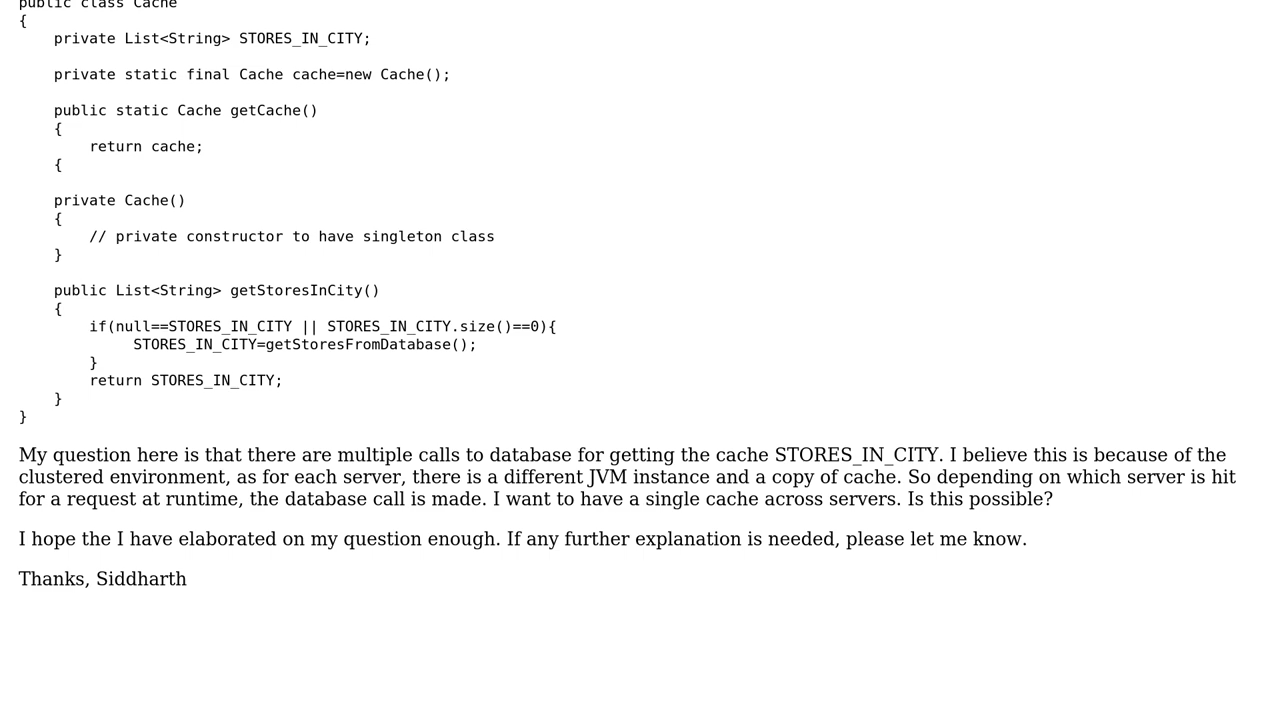 public class Cache
{
    private List<String> STORES_IN_CITY;

    private static final Cache cache=new Cache();

    public static Cache getCache()
    {
        return cache;
    {

    private Cache()
    {
        // private constructor to have singleton class
    }

    public List<String> getStoresInCity()
    {
        if(null==STORES_IN_CITY || STORES_IN_CITY.size()==0){
             STORES_IN_CITY=getStoresFromDatabase();
        }
        return STORES_IN_CITY;
    }
}
My question here is that there are multiple calls to database for getting the cache STORES_IN_CITY. I believe this is because of the
clustered environment, as for each server, there is a different JVM instance and a copy of cache. So depending on which server is hit
for a request at runtime, the database call is made. I want to have a single cache across servers. Is this possible?
I hope the I have elaborated on my question enough. If any further explanation is needed, please let me know.
Thanks, Siddharth